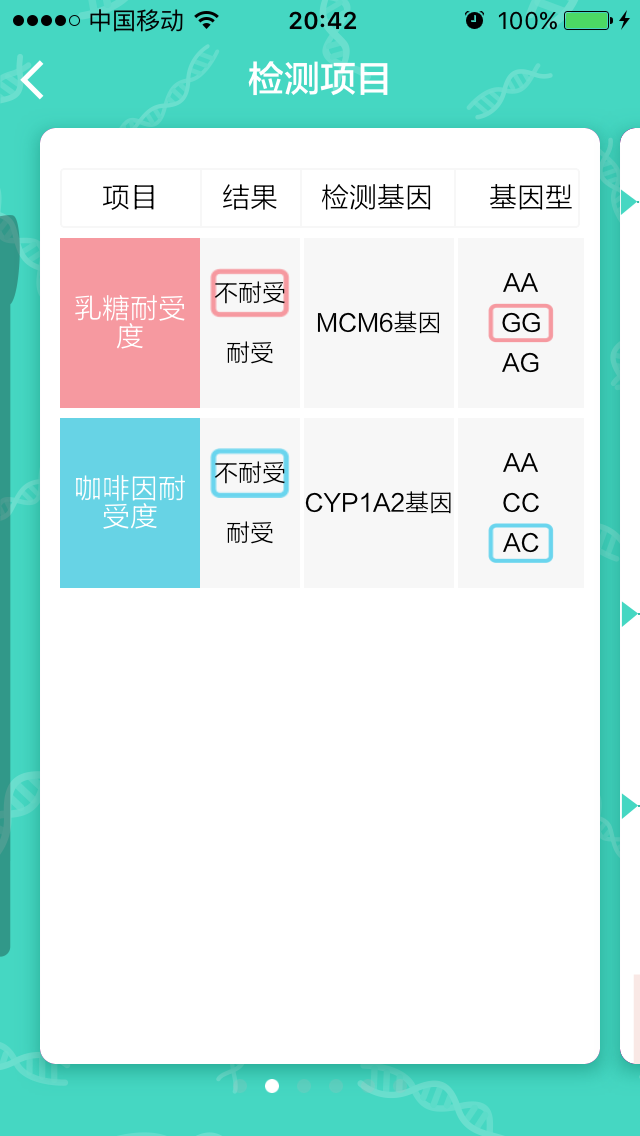 中国移动 20:42 100%
检测项目
项目 结果 检测基因 基因型
乳糖耐受
度
不耐受
耐受
MCM6基因
AA
GG
AG
咖啡因耐
受度
不耐受
耐受
CYP1A2基因
AA
CC
AC